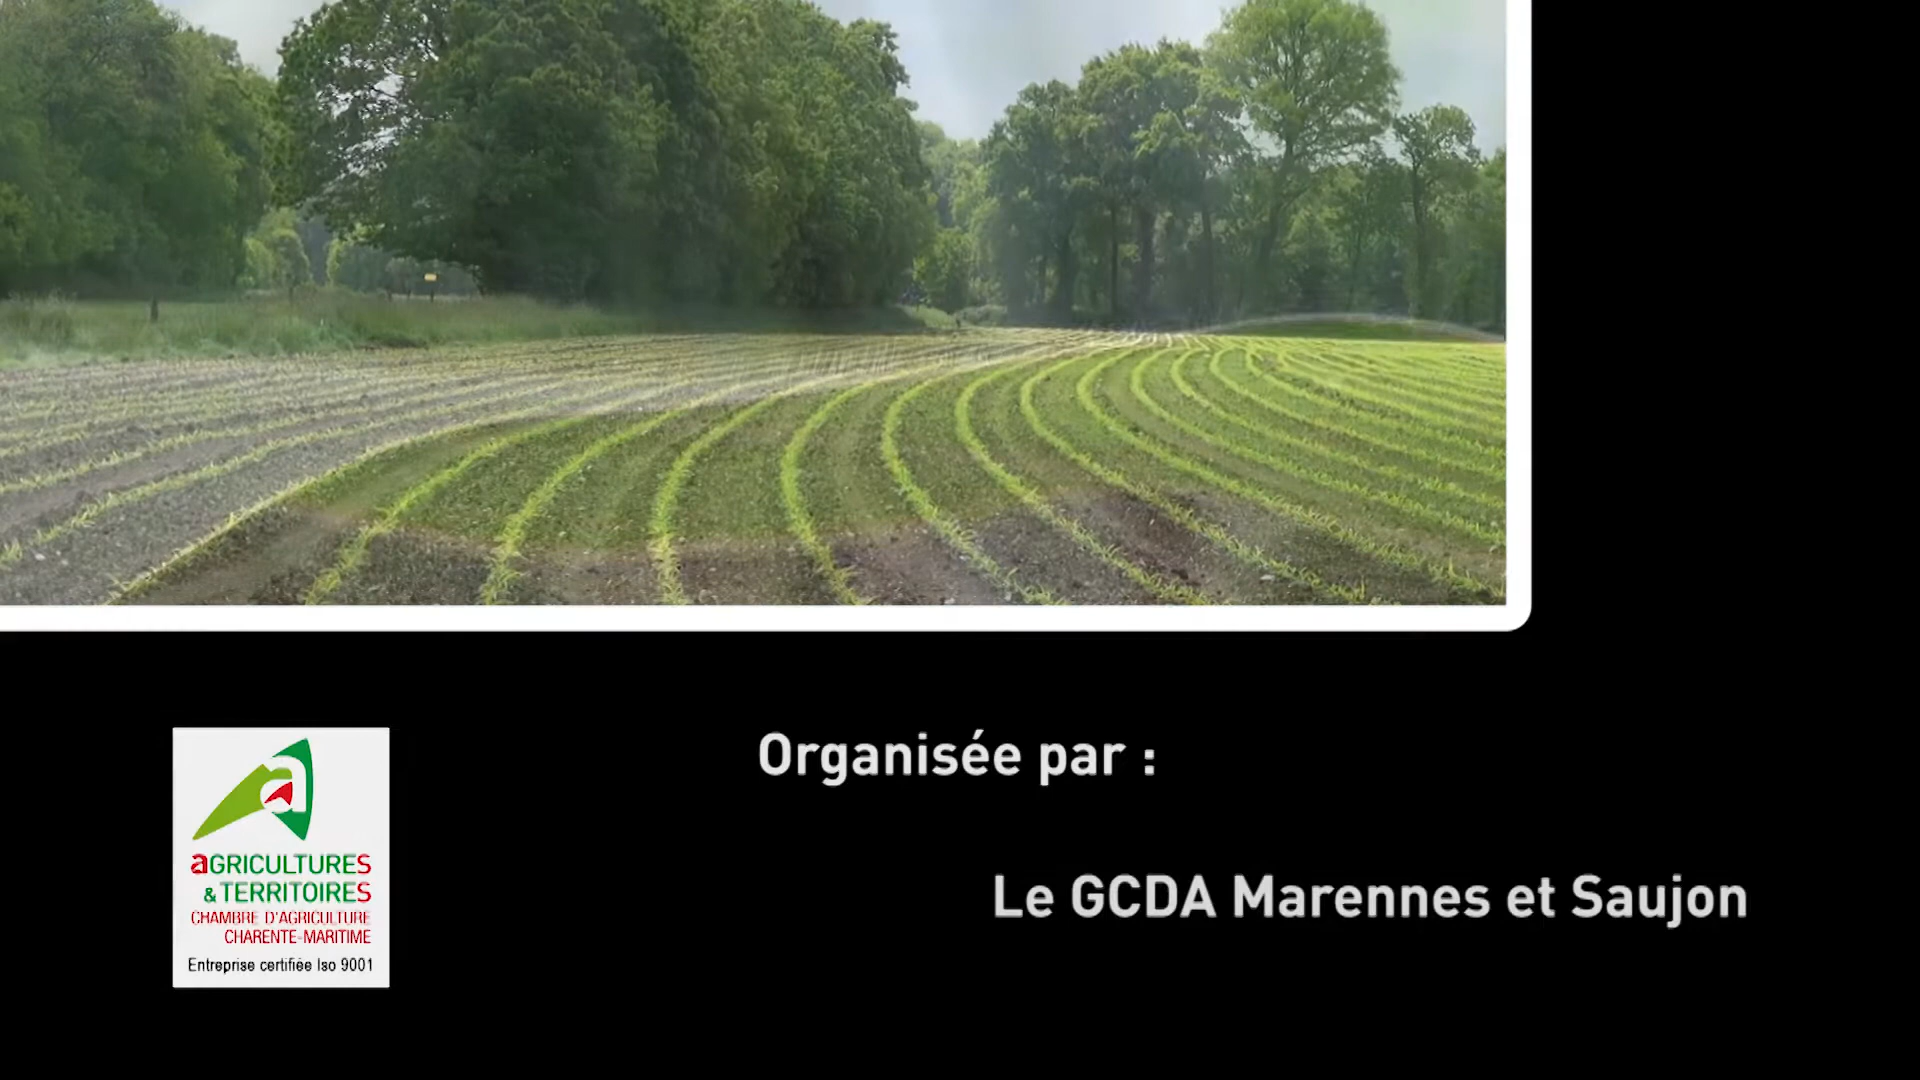 Organisée par :
Le GCDA Marennes et Saujon
aGRICULTURES
& TERRITOIRES
CHAMBRE D'AGRICULTURE
CHARENTE-MARITIME
Entreprise certifiée Iso 9001